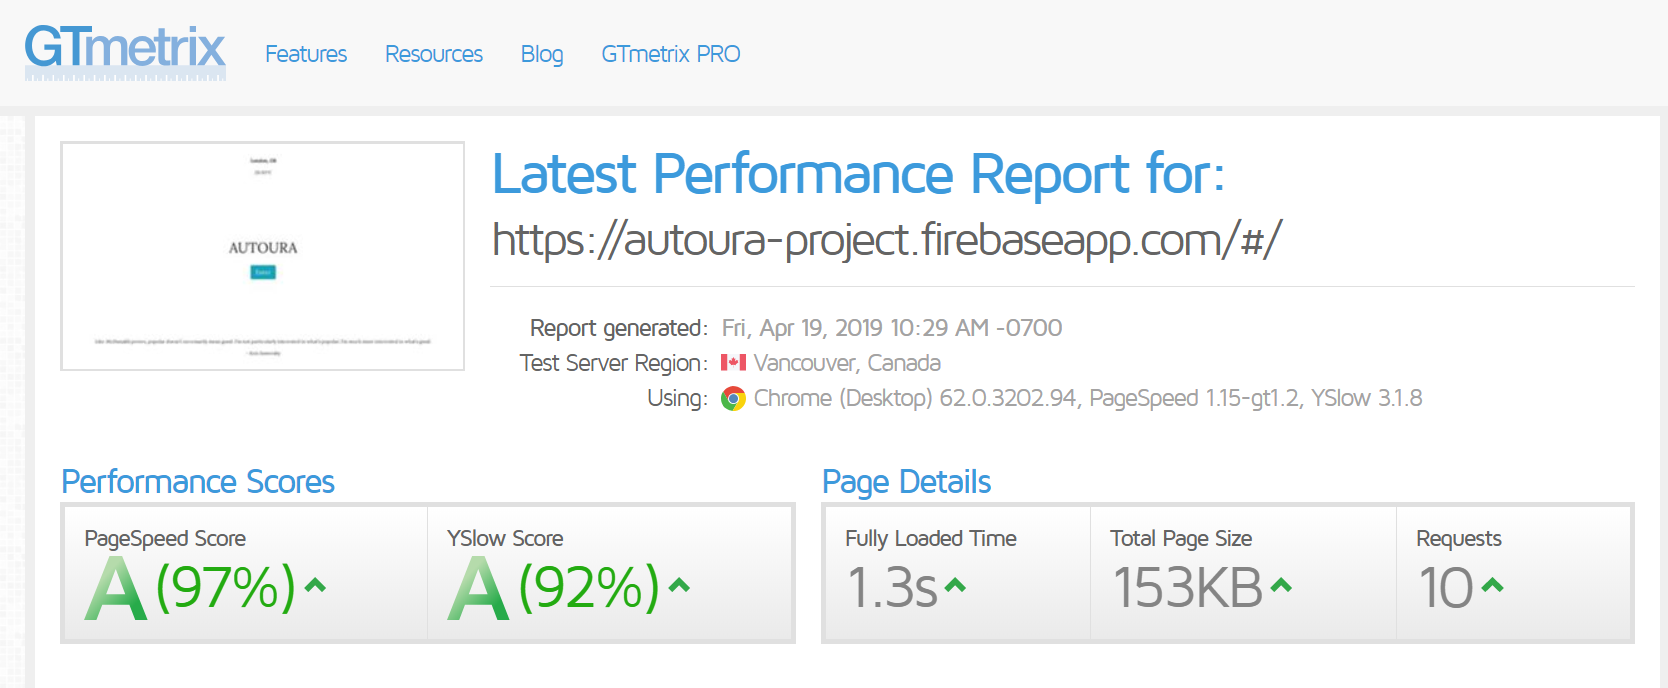 GTmetrix
Features Resources Blog GTmetrix PRO
AUTOURA
Latest Performance Report for:
https://autoura-project.firebaseapp.com/#/
Report generated: Fri, Apr 19, 2019 10:29 AM -0700
Test Server Region: Vancouver, Canada
Using: Chrome (Desktop) 62.0.3202.94, PageSpeed 1.15-gt1.2, YSlow 3.1.8
Performance Scores
PageSpeed Score
A (97%)
YSlow Score
A (92%)
Page Details
Fully Loaded Time
1.3s
Total Page Size
153KB
Requests
10